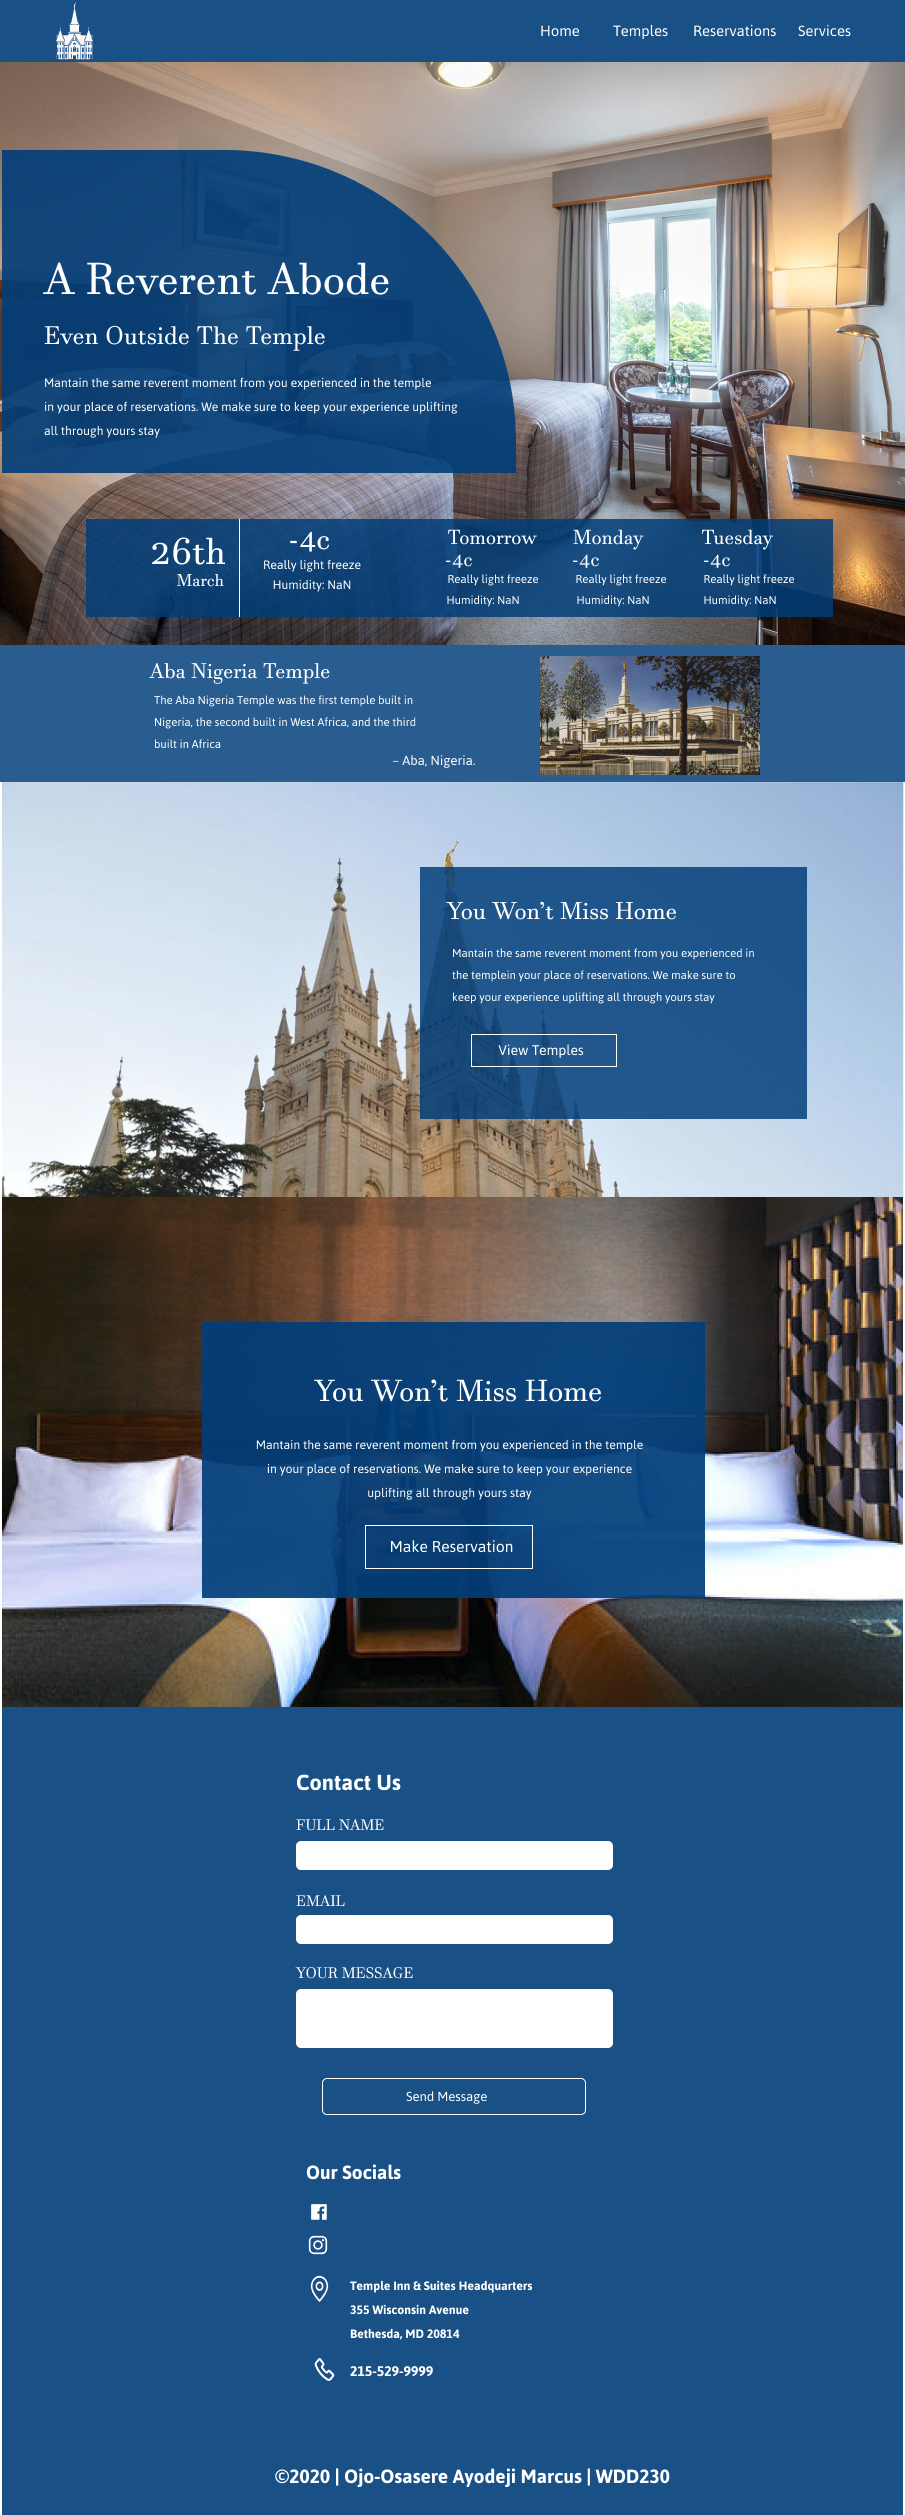 Home Temples Reservations Services
A Reverent Abode
Even Outside The Temple
Mantain the same reverent moment from you experienced in the temple
in your place of reservations. We make sure to keep your experience uplifting
all through yours stay
26th
March
-4c
Really light freeze
Humidity: NaN
Tomorrow
-4c
Really light freeze
Humidity: NaN
Monday
-4c
Really light freeze
Humidity: NaN
Tuesday
-4c
Really light freeze
Humidity: NaN
Aba Nigeria Temple
The Aba Nigeria Temple was the first temple built in
Nigeria, the second built in West Africa, and the third
built in Africa
~ Aba, Nigeria.
You Won't Miss Home
Mantain the same reverent moment from you experienced in
the templein your place of reservations. We make sure to
keep your experience uplifting all through yours stay
View Temples
You Won't Miss Home
Mantain the same reverent moment from you experienced in the temple
in your place of reservations. We make sure to keep your experience
uplifting all through yours stay
Make Reservation
Contact Us
FULL NAME
EMAIL
YOUR MESSAGE
Send Message
Our Socials
Temple Inn & Suites Headquarters
355 Wisconsin Avenue
Bethesda, MD 20814
215-529-9999
©2020 | Ojo-Osasere Ayodeji Marcus | WDD230